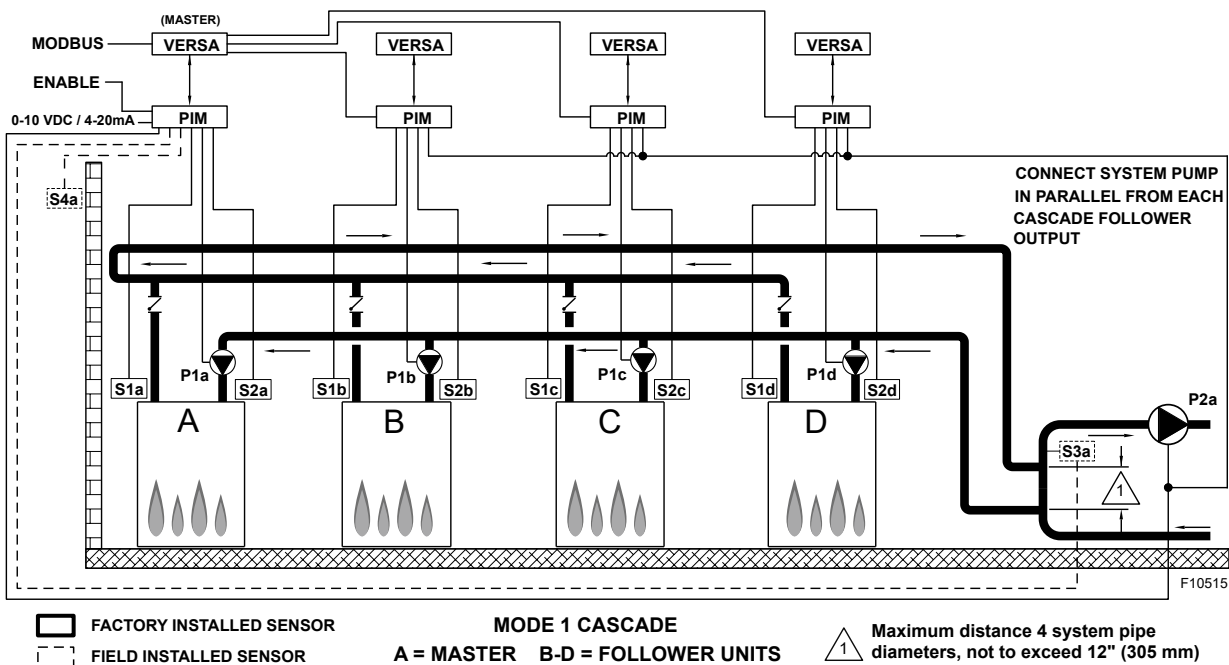 (MASTER)
MODBUS VERSA VERSA VERSA VERSA
ENABLE
0-10 VDC / 4-20mA PIM PIM PIM PIM
S4a
CONNECT SYSTEM PUMP
IN PARALLEL FROM EACH
CASCADE FOLLOWER
OUTPUT
S1a P1a S2a S1b P1b S2b S1c P1c S2c S1d P1d S2d
P2a
A B C D
S3a
1
F10515
FACTORY INSTALLED SENSOR
FIELD INSTALLED SENSOR
MODE 1 CASCADE
A = MASTER B-D = FOLLOWER UNITS
1 Maximum distance 4 system pipe
diameters, not to exceed 12" (305 mm)